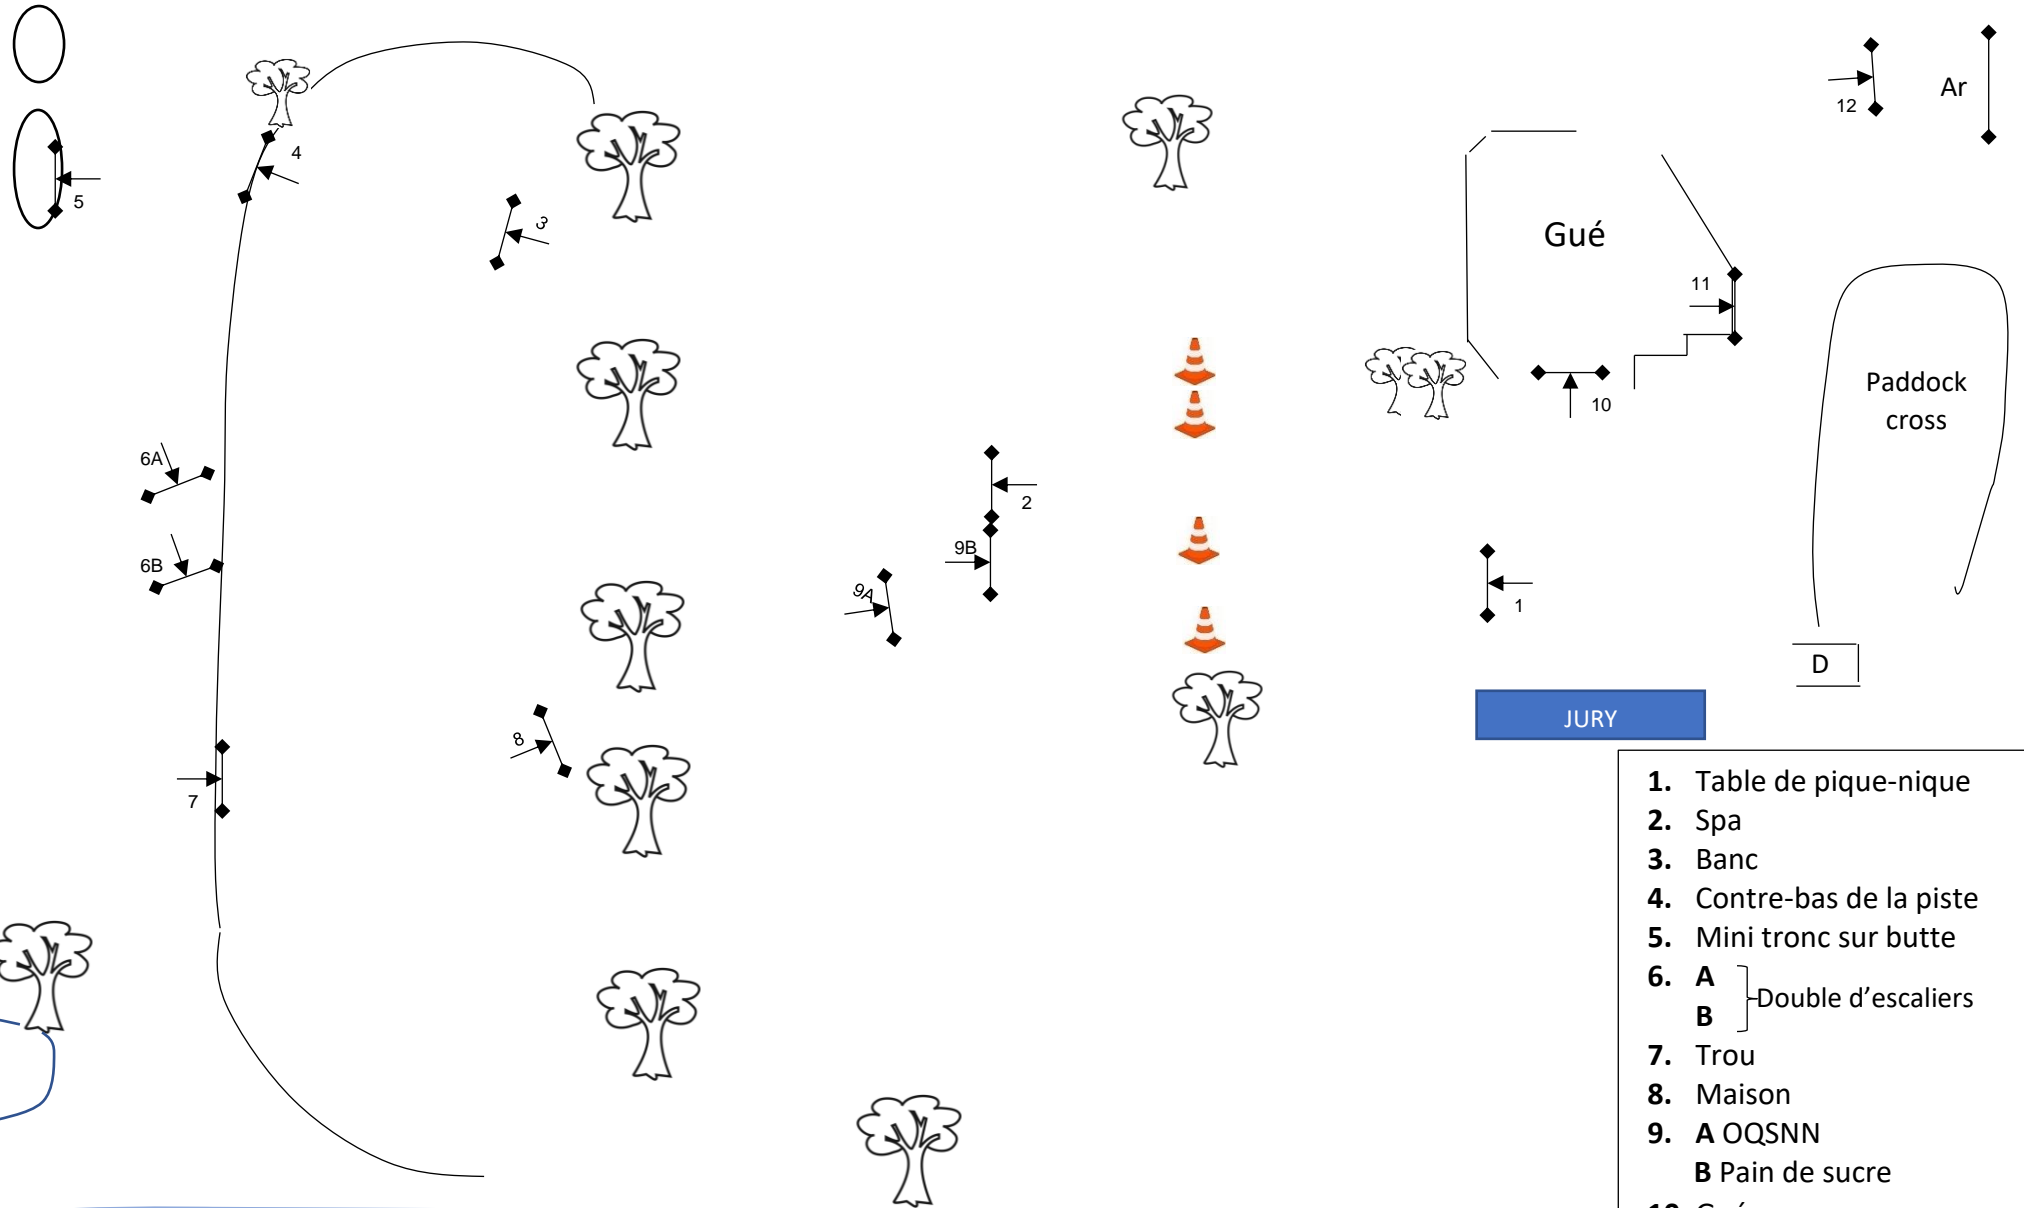 12
Ar
4
5
3
Gué
11
10
Paddock
cross
6A
6B
2
9B
9A
1
D
8
7
JURY
1. Table de pique-nique
2. Spa
3. Banc
4. Contre-bas de la piste
5. Mini tronc sur butte
6. A
Double d'escaliers
B
7. Trou
8. Maison
9. A OQSNN
B Pain de sucre
10. Gué